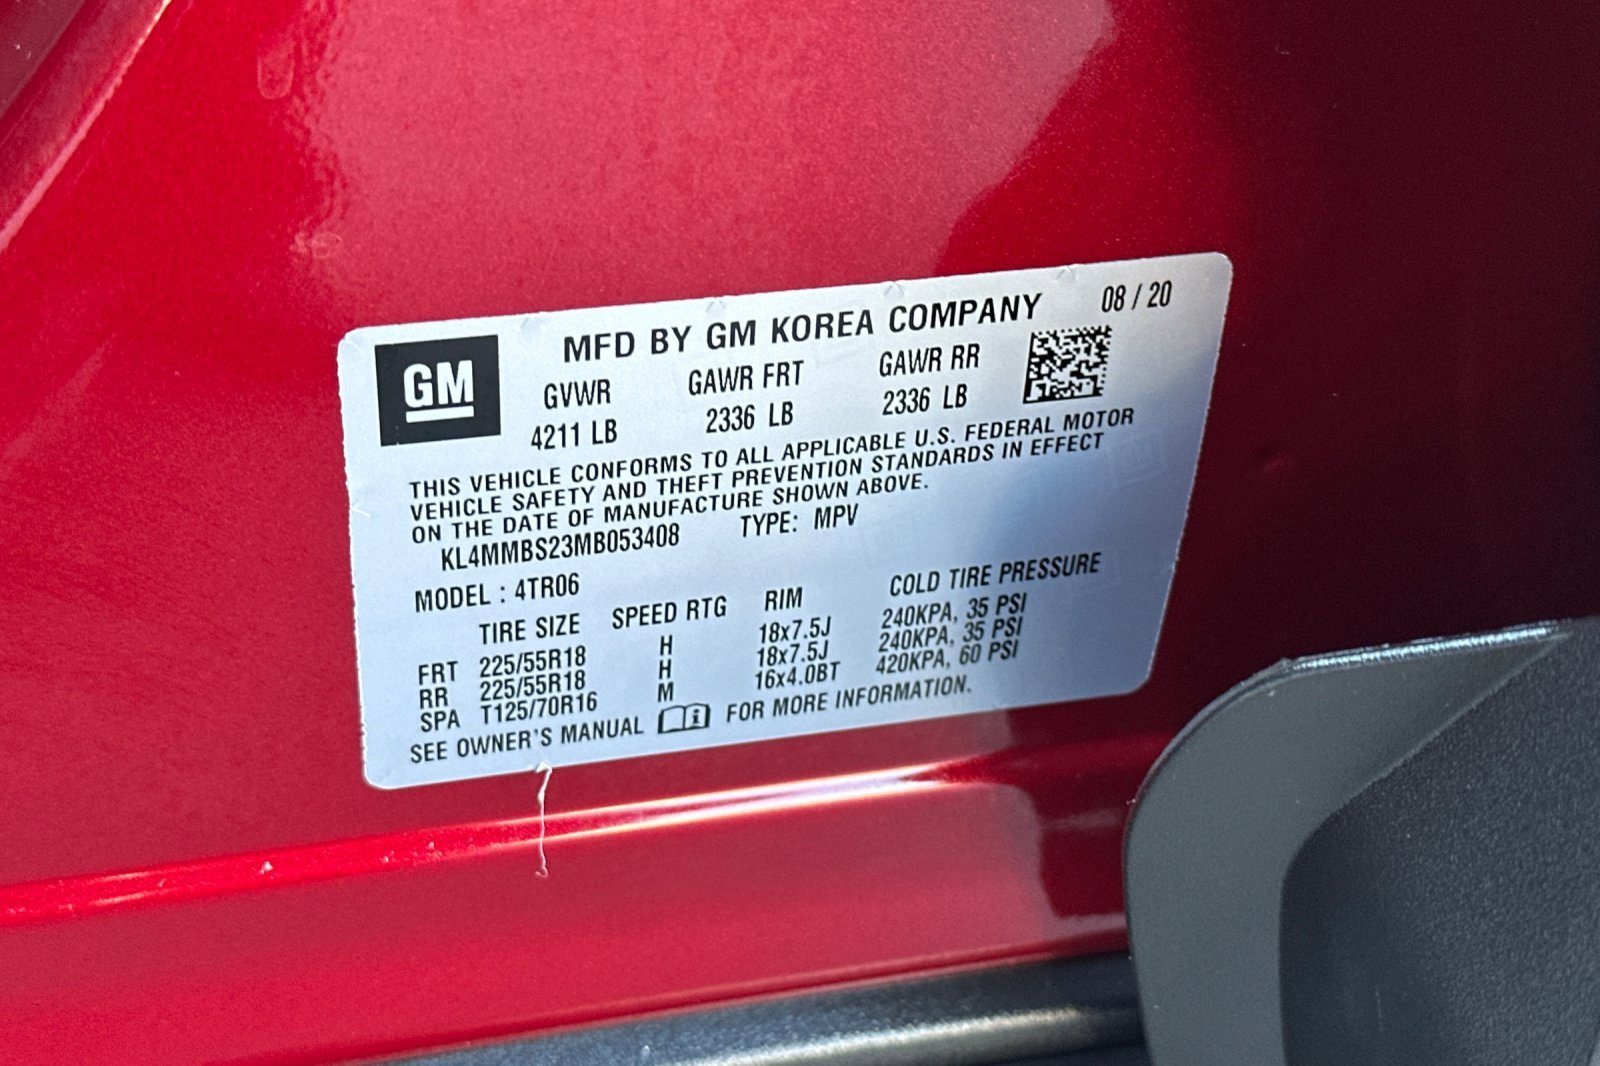 GM
MFD BY GM KOREA COMPANY 08 / 20
GVWR GAWR FRT GAWR RR
4211 LB 2336 LB 2336 LB
THIS VEHICLE CONFORMS TO ALL APPLICABLE U.S. FEDERAL MOTOR
VEHICLE SAFETY AND THEFT PREVENTION STANDARDS IN EFFECT
ON THE DATE OF MANUFACTURE SHOWN ABOVE.
KL4MMBS23MB053408 TYPE: MPV
MODEL : 4TR06
TIRE SIZE SPEED RTG RIM COLD TIRE PRESSURE
FRT 225/55R18 H 18x7.5J 240KPA, 35 PSI
RR 225/55R18 H 18x7.5J 240KPA, 35 PSI
SPA T125/70R16 M 16x4.0BT 420KPA, 60 PSI
SEE OWNER'S MANUAL FOR MORE INFORMATION.